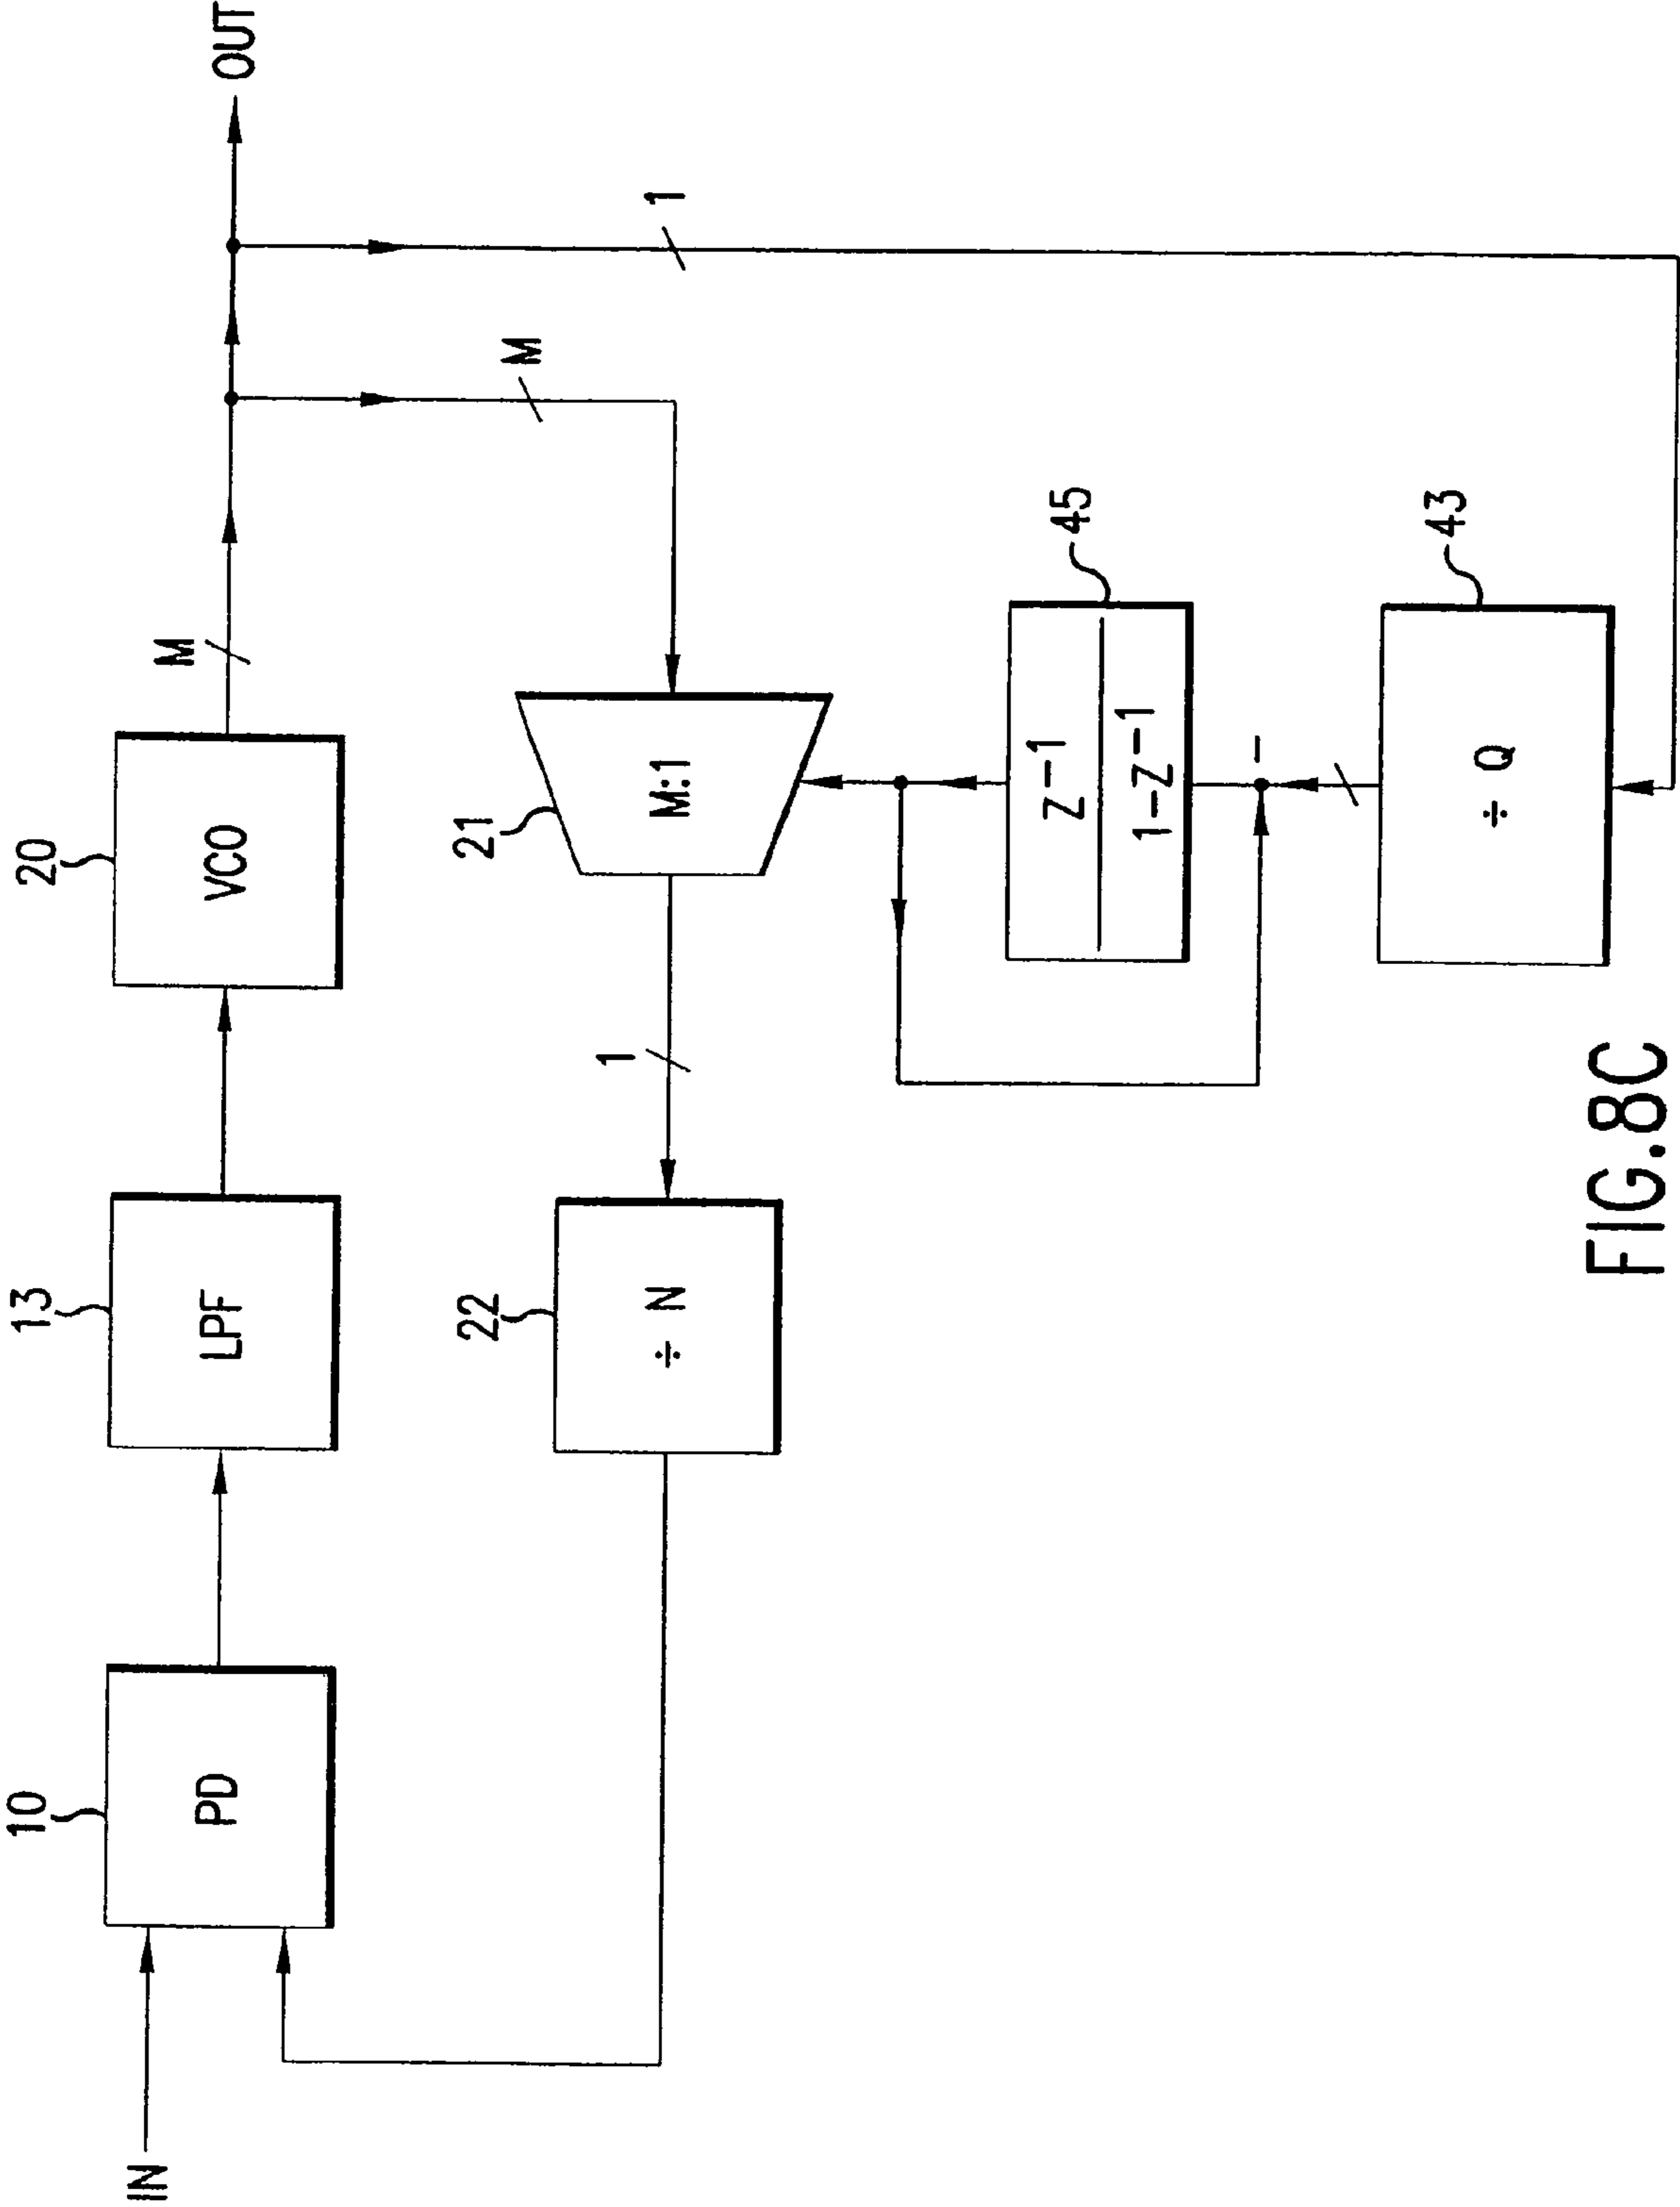 IN
10
PD
13
LPF
20
VCO
M
OUT
M
1
21
M:1
1
22
÷ N
45
z⁻¹
1-z⁻¹
-
43
÷ Q
FIG.8C